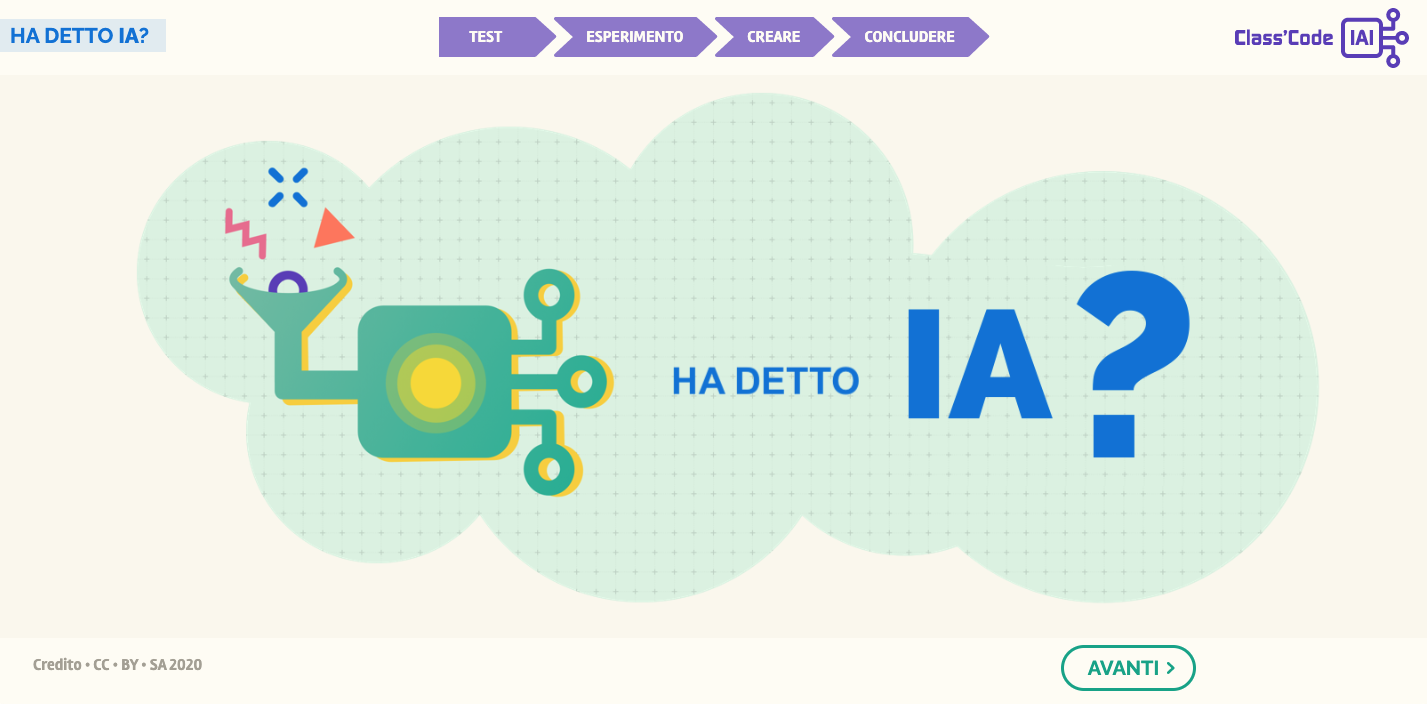 HA DETTO IA?
TEST
ESPERIMENTO
CREARE
CONCLUDERE
Class'Code IAI
HA DETTO IA?
Credito • CC • BY • SA 2020
AVANTI >